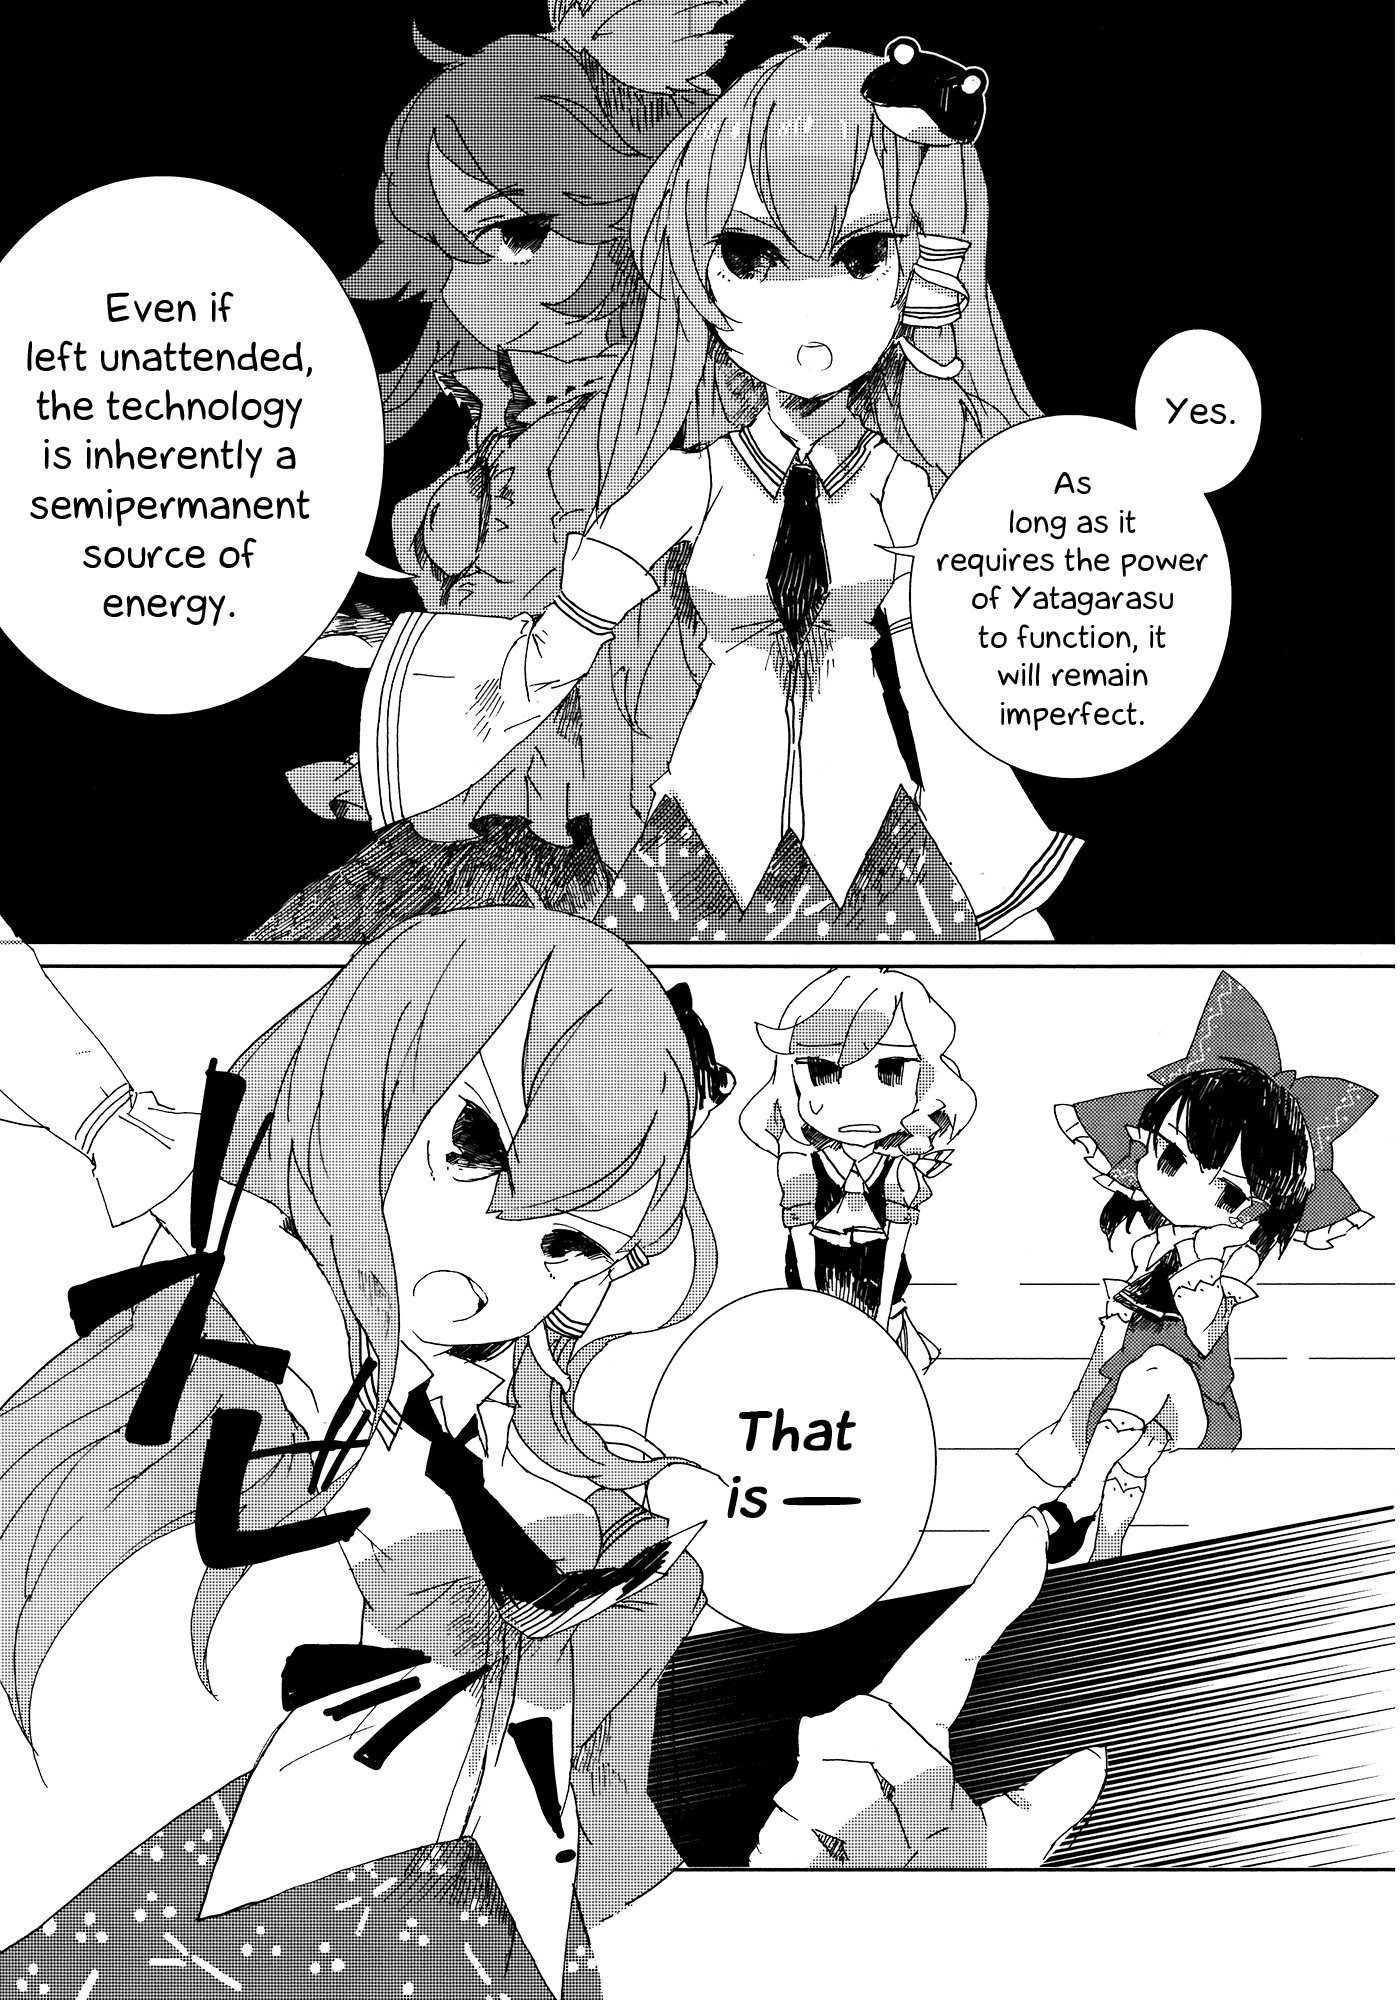 Yes.
As
long as it
requires the power
of Yatagarasu
to function, it
will remain
imperfect.
Even if
left unattended,
the technology
is inherently a
semipermanent
source of
energy.
That
is —